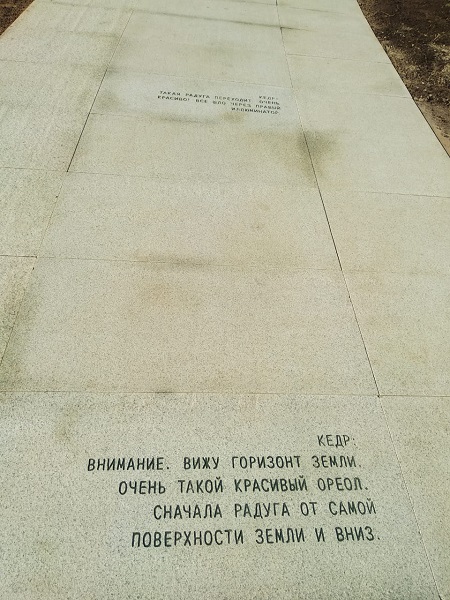 КЕДР:
ТАКАЯ РАДУГА ПЕРЕХОДИТ. ОЧЕНЬ
КРАСИВО! ВСЕ ШЛО ЧЕРЕЗ ПРАВЫЙ
ИЛЛЮМИНАТОР.
КЕДР:
ВНИМАНИЕ. ВИЖУ ГОРИЗОНТ ЗЕМЛИ.
ОЧЕНЬ ТАКОЙ КРАСИВЫЙ ОРЕОЛ.
СНАЧАЛА РАДУГА ОТ САМОЙ
ПОВЕРХНОСТИ ЗЕМЛИ И ВНИЗ.